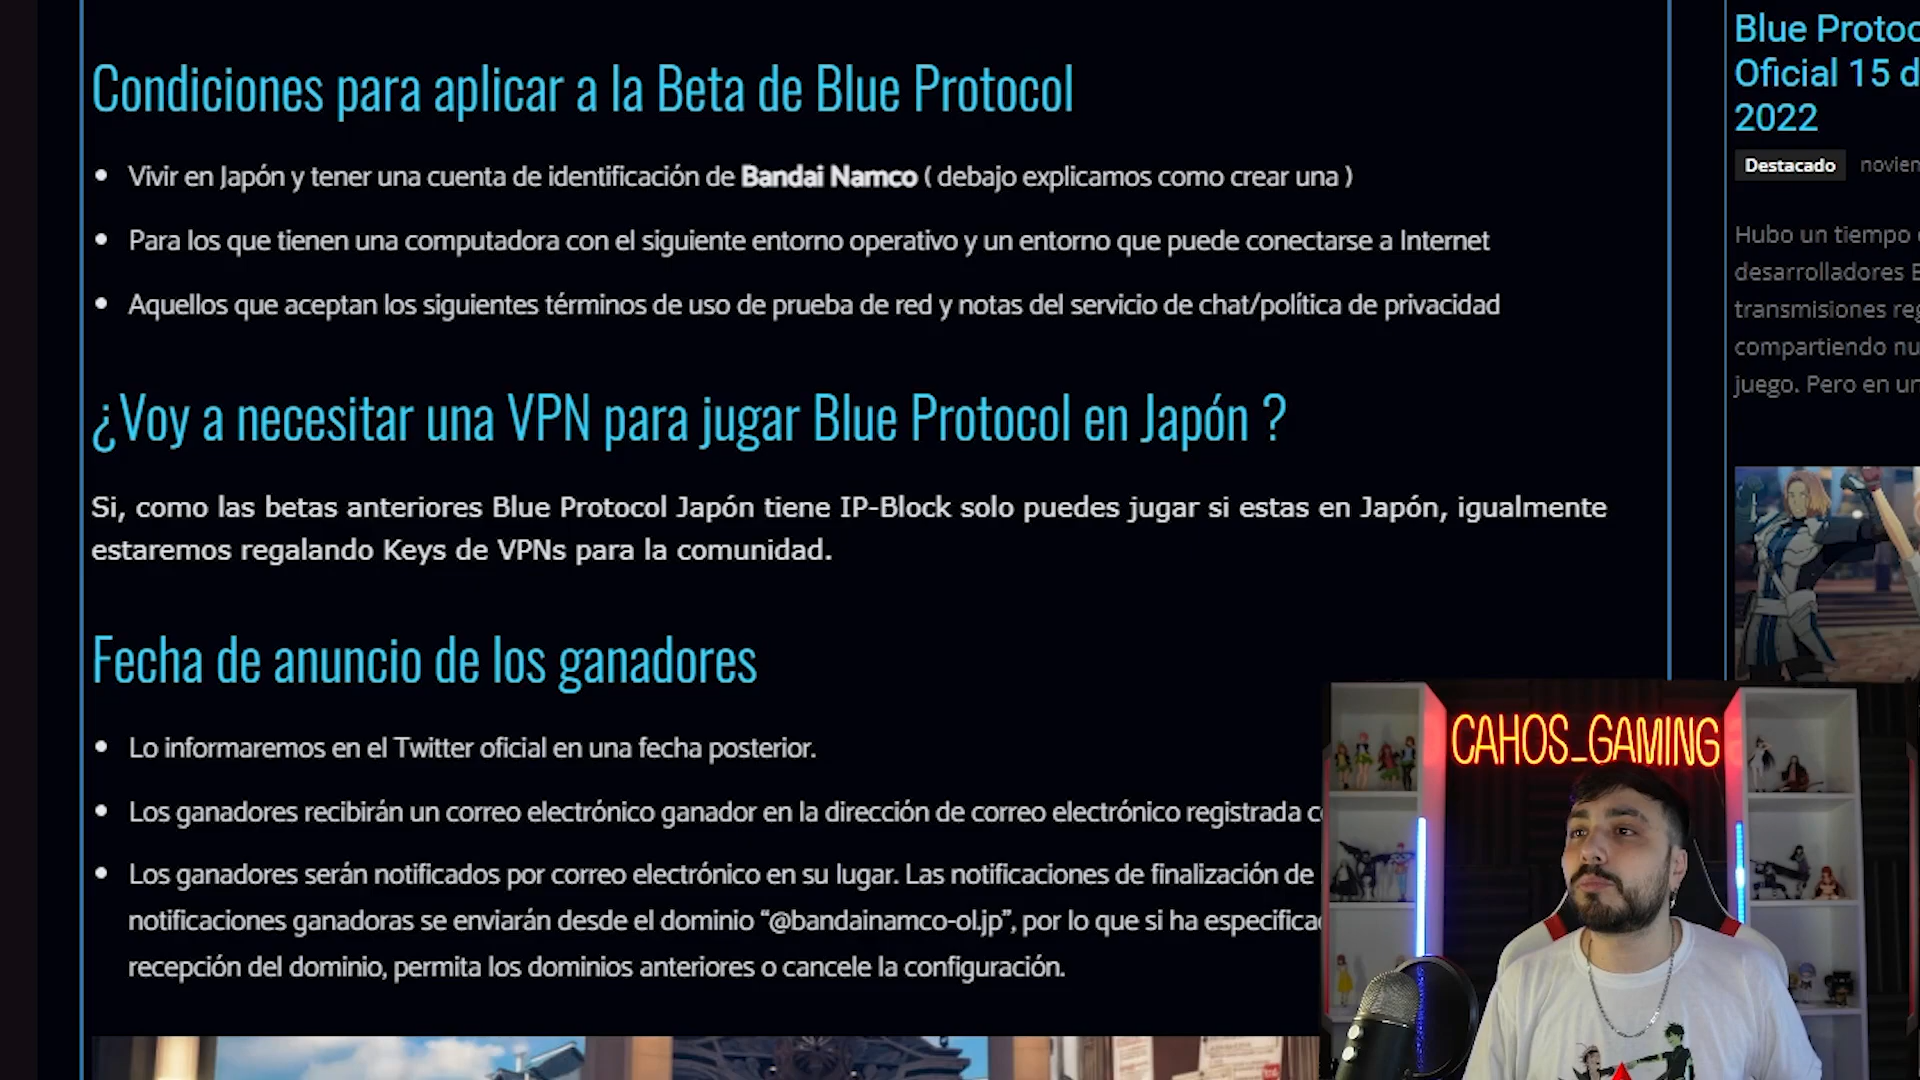 Condiciones para aplicar a la Beta de Blue Protocol
Vivir en Japón y tener una cuenta de identificación de Bandai Namco ( debajo explicamos como crear una )
Para los que tienen una computadora con el siguiente entorno operativo y un entorno que puede conectarse a Internet
Aquellos que aceptan los siguientes términos de uso de prueba de red y notas del servicio de chat/política de privacidad
¿Voy a necesitar una VPN para jugar Blue Protocol en Japón ?
Si, como las betas anteriores Blue Protocol Japón tiene IP-Block solo puedes jugar si estas en Japón, igualmente
estaremos regalando Keys de VPNs para la comunidad.
Fecha de anuncio de los ganadores
Lo informaremos en el Twitter oficial en una fecha posterior.
Los ganadores recibirán un correo electrónico ganador en la dirección de correo electrónico registrada
Los ganadores serán notificados por correo electrónico en su lugar. Las notificaciones de finalización de
notificaciones ganadoras se enviarán desde el dominio “@bandainamco-ol.jp”, por lo que si ha
recepción del dominio, permita los dominios anteriores o cancele la configuración.
Blue
Oficial 15
2022
Destacado
Hubo un tiempo
desarrolladores
transmisiones
compartiendo
juego. Pero en
CAHOS_GAMING